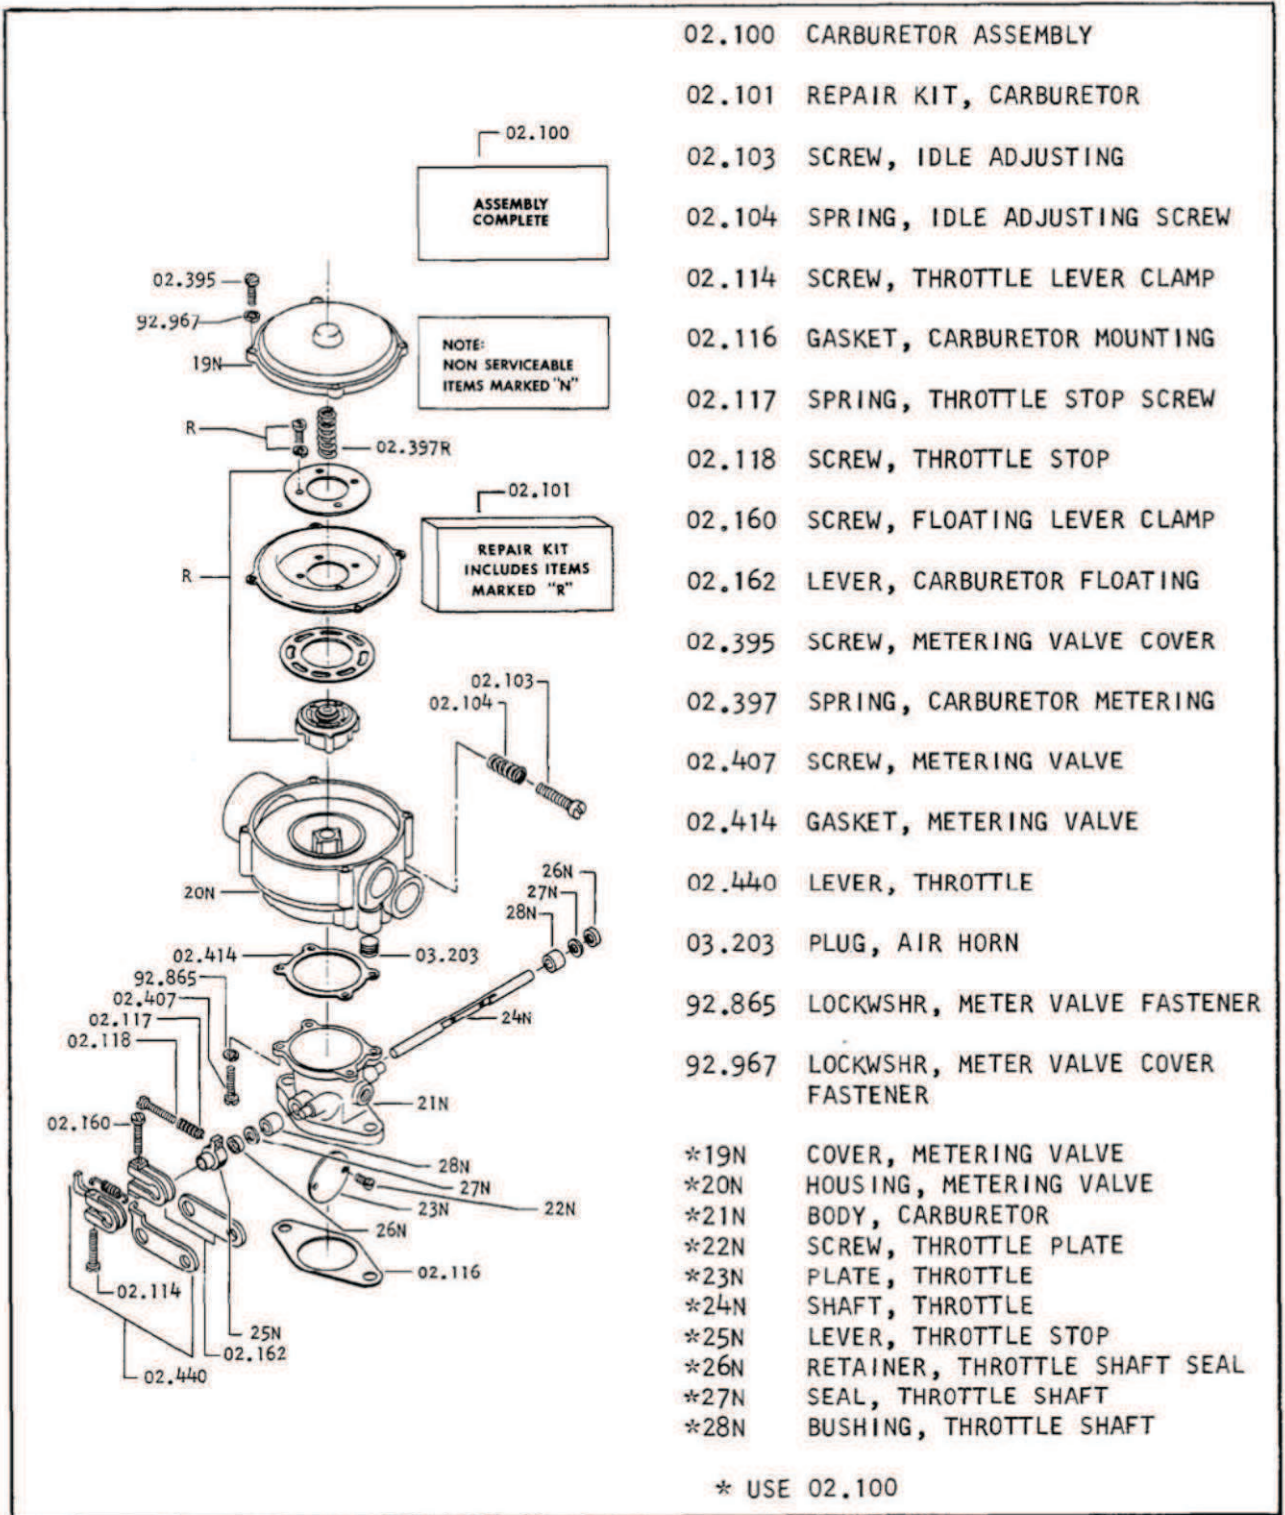 02.100
ASSEMBLY
COMPLETE
02.395
92.967
19N
NOTE:
NON SERVICEABLE
ITEMS MARKED "N"
R
02.397R
02.101
REPAIR KIT
INCLUDES ITEMS
MARKED "R"
R
02.103
02.104
20N
26N
27N
28N
02.414
03.203
92.865
02.407
02.117
02.118
24N
21N
02.160
28N
27N
23N
22N
26N
02.116
02.114
25N
02.162
02.440
02.100 CARBURETOR ASSEMBLY
02.101 REPAIR KIT, CARBURETOR
02.103 SCREW, IDLE ADJUSTING
02.104 SPRING, IDLE ADJUSTING SCREW
02.114 SCREW, THROTTLE LEVER CLAMP
02.116 GASKET, CARBURETOR MOUNTING
02.117 SPRING, THROTTLE STOP SCREW
02.118 SCREW, THROTTLE STOP
02.160 SCREW, FLOATING LEVER CLAMP
02.162 LEVER, CARBURETOR FLOATING
02.395 SCREW, METERING VALVE COVER
02.397 SPRING, CARBURETOR METERING
02.407 SCREW, METERING VALVE
02.414 GASKET, METERING VALVE
02.440 LEVER, THROTTLE
03.203 PLUG, AIR HORN
92.865 LOCKWSHR, METER VALVE FASTENER
92.967 LOCKWSHR, METER VALVE COVER
FASTENER
*19N COVER, METERING VALVE
*20N HOUSING, METERING VALVE
*21N BODY, CARBURETOR
*22N SCREW, THROTTLE PLATE
*23N PLATE, THROTTLE
*24N SHAFT, THROTTLE
*25N LEVER, THROTTLE STOP
*26N RETAINER, THROTTLE SHAFT SEAL
*27N SEAL, THROTTLE SHAFT
*28N BUSHING, THROTTLE SHAFT
* USE 02.100